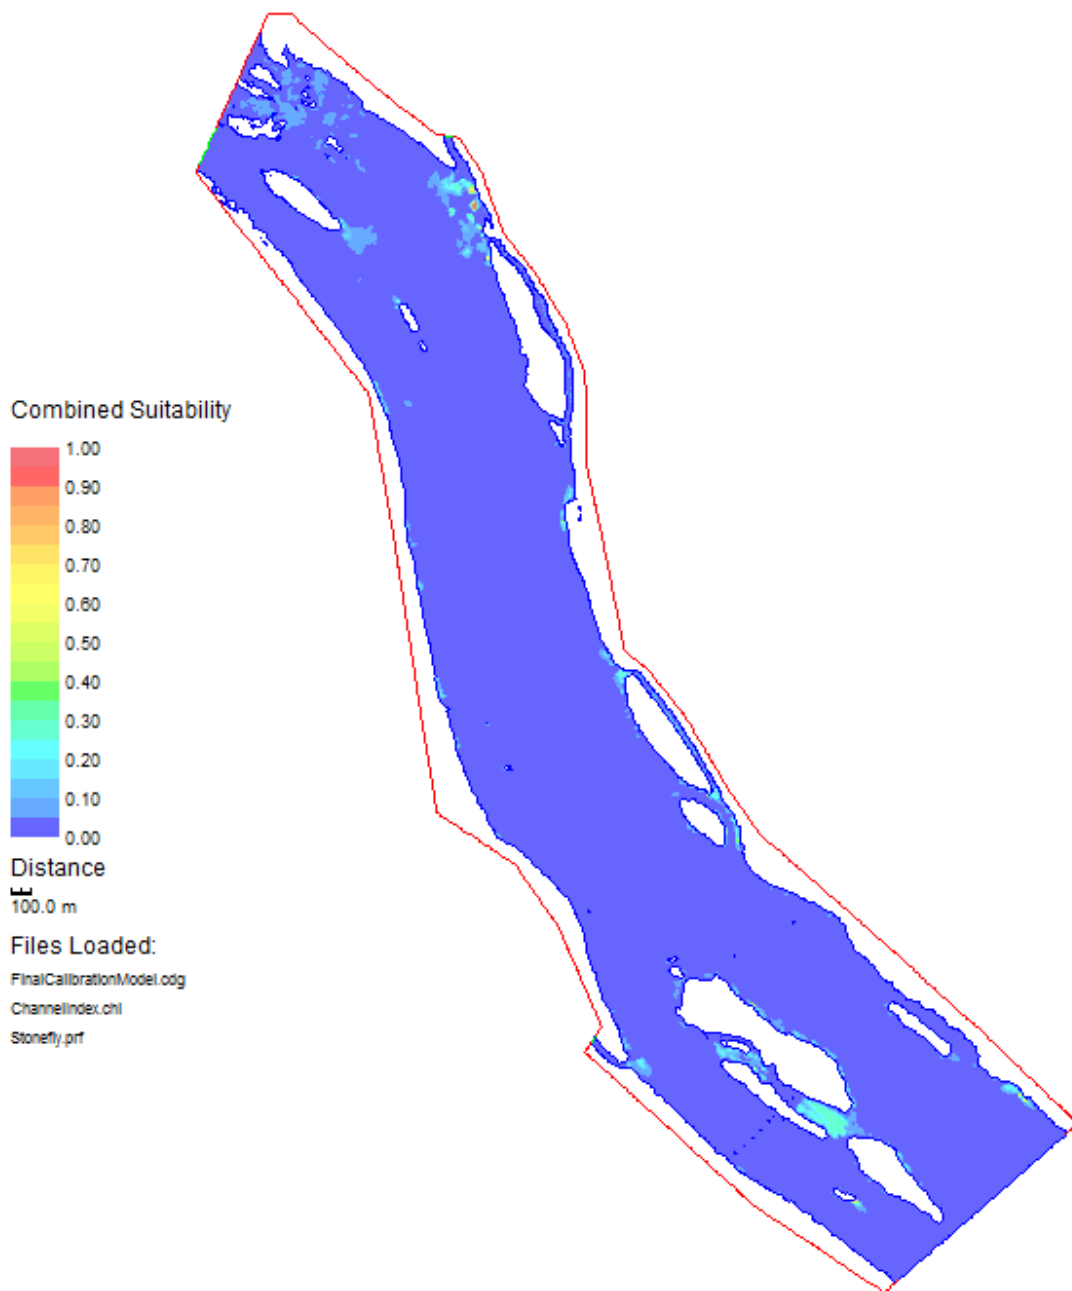 Combined Suitability
1.00
0.90
0.80
0.70
0.60
0.50
0.40
0.30
0.20
0.10
0.00
Distance
100.0 m
Files Loaded:
FinalCalibrationModel.cdg
ChannelIndex.chi
Stonefly.prf